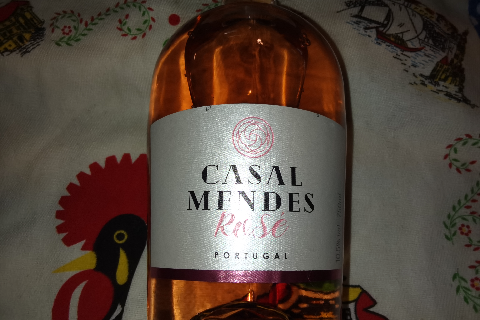 CASAL
MENDES
Rosé
PORTUGAL